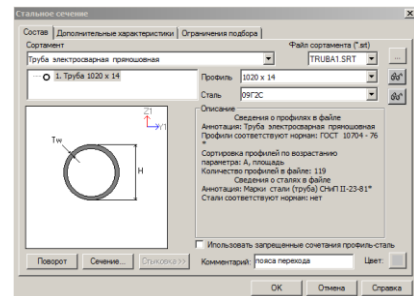 Стальное сечение
Состав
Дополнительные характеристики
Ограничения подбора
Сортамент
Файл сортамента (*.srt)
Труба электросварная прямошовная
TRUBA1.SRT
...
1. Труба 1020 x 14
Профиль
1020 x 14
Сталь
09Г2С
Описание
Сведения о профилях в файле
Аннотация: Труба электросварная прямошовная
Профили соответствуют нормам: ГОСТ 10704 - 76
*
Сортировка профилей по возрастанию
параметра: A, площадь
Количество профилей в файле: 119
Сведения о сталях в файле
Аннотация: Марки стали (труба) СНиП II-23-81*
Стали соответствуют нормам: нет
Z1
Y1
Tw
H
Использовать запрещенные сочетания профиль-сталь
Поворот
Сечение...
Комментарий:
пояса перехода
Цвет:
OK
Отмена
Справка